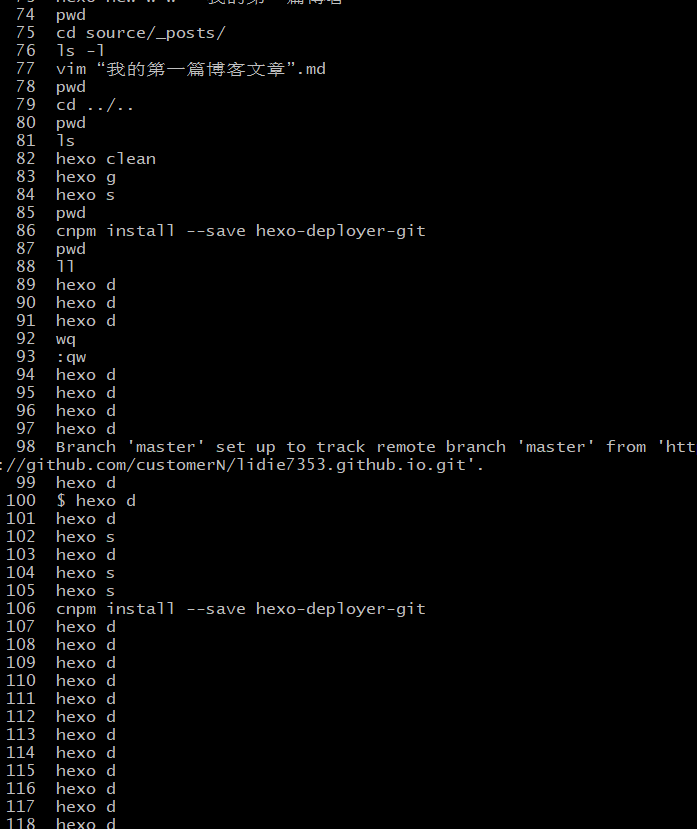 74 pwd
75 cd source/_posts/
76 ls -l
77 vim “我的第一篇博客文章”.md
78 pwd
79 cd ../..
80 pwd
81 ls
82 hexo clean
83 hexo g
84 hexo s
85 pwd
86 cnpm install --save hexo-deployer-git
87 pwd
88 ll
89 hexo d
90 hexo d
91 hexo d
92 wq
93 :qw
94 hexo d
95 hexo d
96 hexo d
97 hexo d
98 Branch 'master' set up to track remote branch 'master' from 'htt
://github.com/customerN/lidie7353.github.io.git'.
99 hexo d
100 $ hexo d
101 hexo d
102 hexo s
103 hexo d
104 hexo s
105 hexo s
106 cnpm install --save hexo-deployer-git
107 hexo d
108 hexo d
109 hexo d
110 hexo d
111 hexo d
112 hexo d
113 hexo d
114 hexo d
115 hexo d
116 hexo d
117 hexo d
118 hexo d